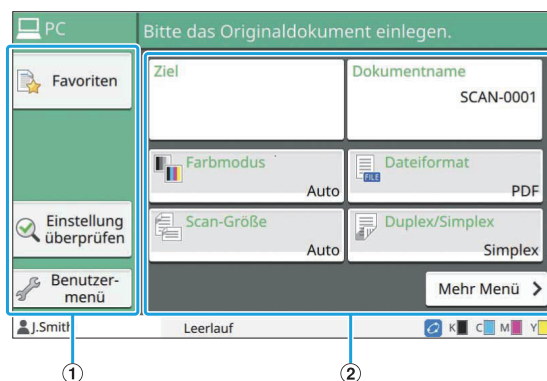 PC
Bitte das Originaldokument einlegen.
Favoriten
Einstellung
überprüfen
Benutzer-
menü
Ziel
Dokumentname
SCAN-0001
Farbmodus
Auto
FILE
Dateiformat
PDF
Scan-Größe
Auto
Duplex/Simplex
Simplex
Mehr Menü
J.Smith
Leerlauf
K C M Y
1
2